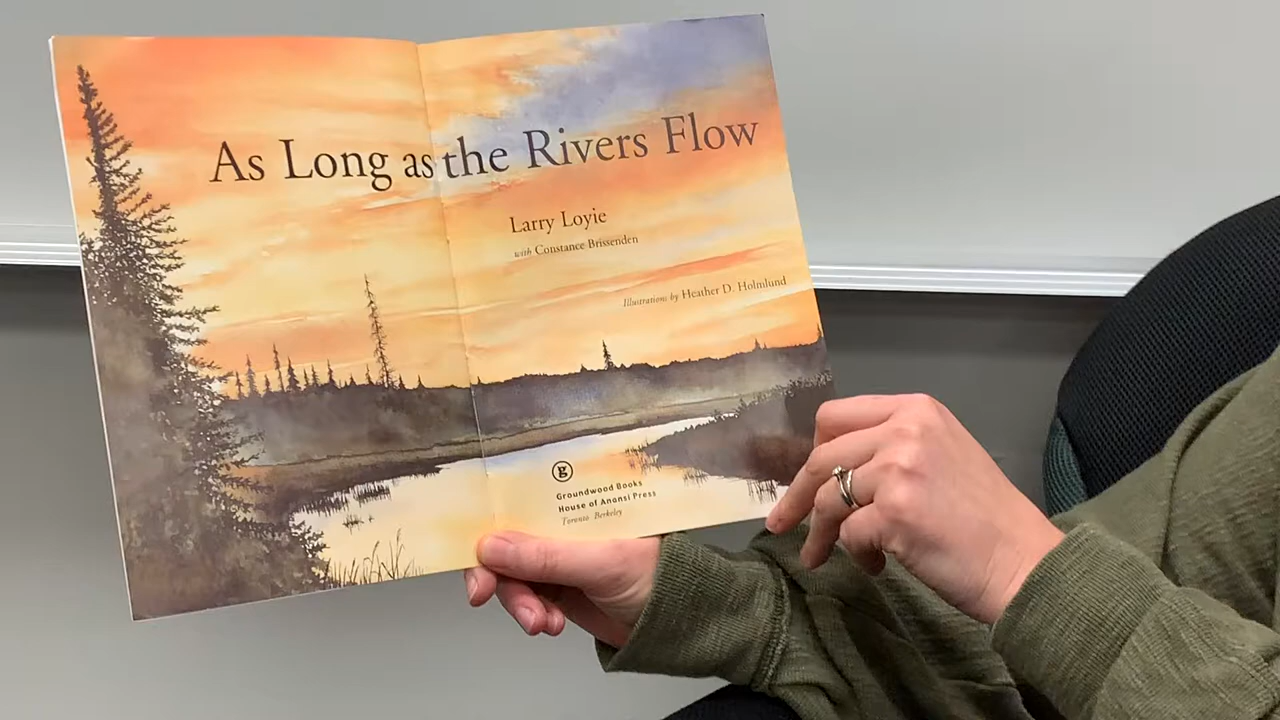 As Long as the Rivers Flow
Larry Loyie
with Constance Brissenden
Illustrations by Heather D. Holmlund
g
Groundwood Books
House of Anansi Press
Toronto Berkeley